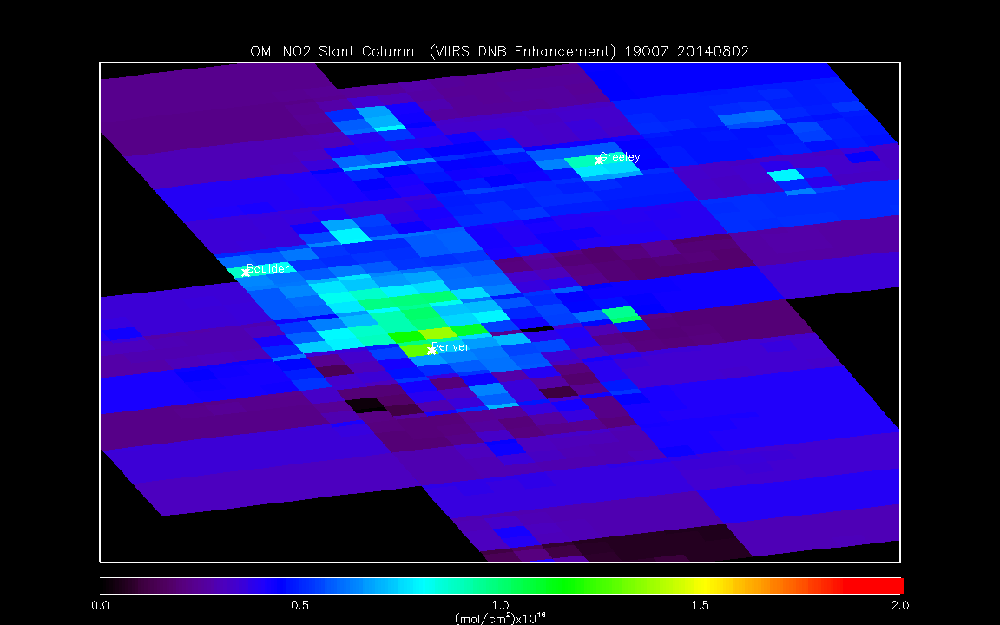 OMI NO2 Slant Column (VIIRS DNB Enhancement) 1900Z 20140802
Greeley
Boulder
Denver
0.0 0.5 1.0 1.5 2.0
(mol/cm²)x10¹⁶